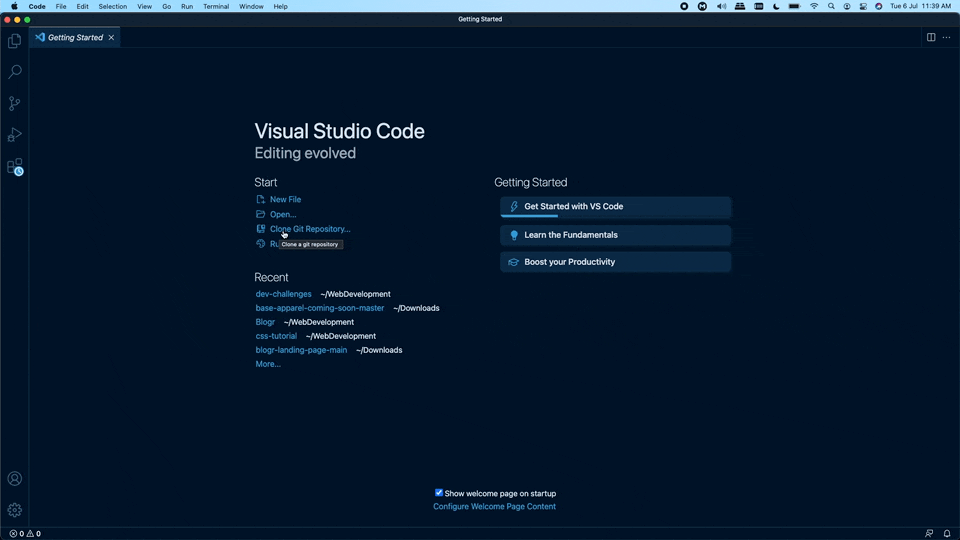 Code File Edit Selection View Go Run Terminal Window Help Tue 6 Jul 11:39 AM
Getting Started
Getting Started
Visual Studio Code
Editing evolved
Start
New File
Open...
Clone Git Repository...
Clone a git repository
Recent
dev-challenges ~/WebDevelopment
base-apparel-coming-soon-master ~/Downloads
Blogr ~/WebDevelopment
css-tutorial ~/WebDevelopment
blogr-landing-page-main ~/Downloads
More...
Getting Started
Get Started with VS Code
Learn the Fundamentals
Boost your Productivity
Show welcome page on startup
Configure Welcome Page Content
0 0